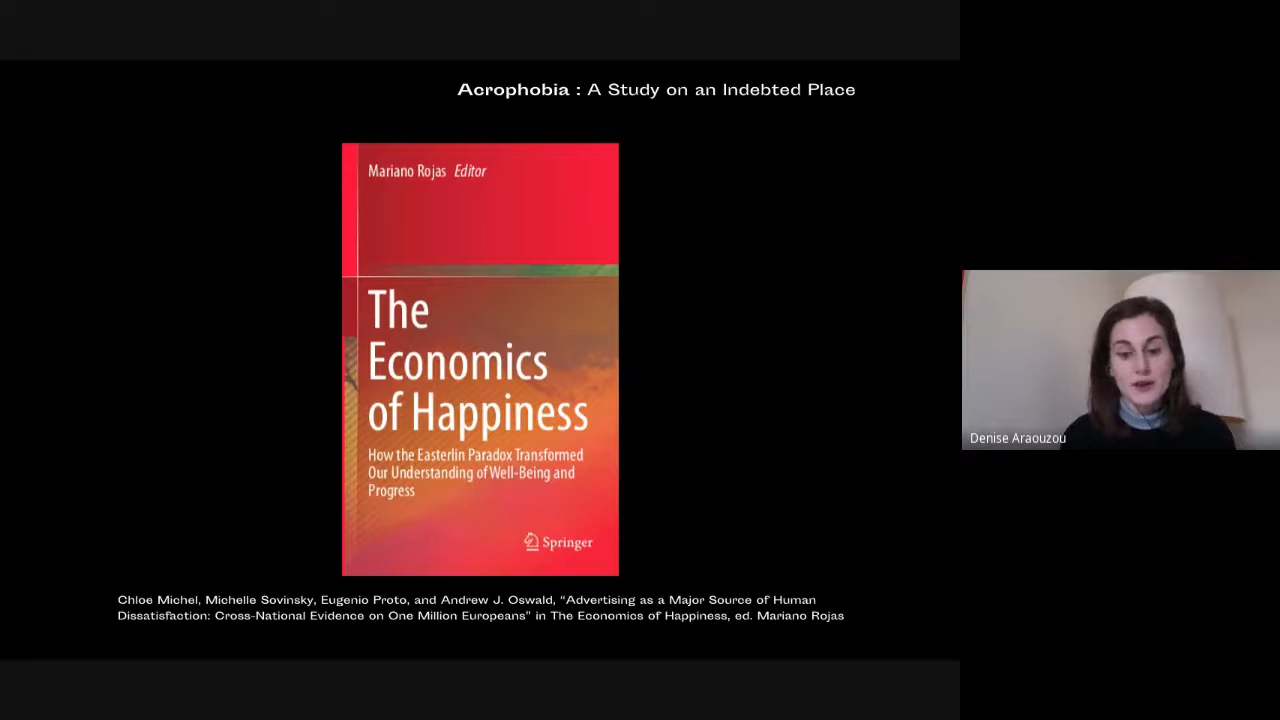 Acrophobia : A Study on an Indebted Place
Mariano Rojas Editor
The
Economics
of Happiness
How the Easterlin Paradox Transformed
Our Understanding of Well-Being and
Progress
Springer
Denise Araouzou
Chloe Michel, Michelle Sovinsky, Eugenio Proto, and Andrew J. Oswald, “Advertising as a Major Source of Human
Dissatisfaction: Cross-National Evidence on One Million Europeans” in The Economics of Happiness, ed. Mariano Rojas